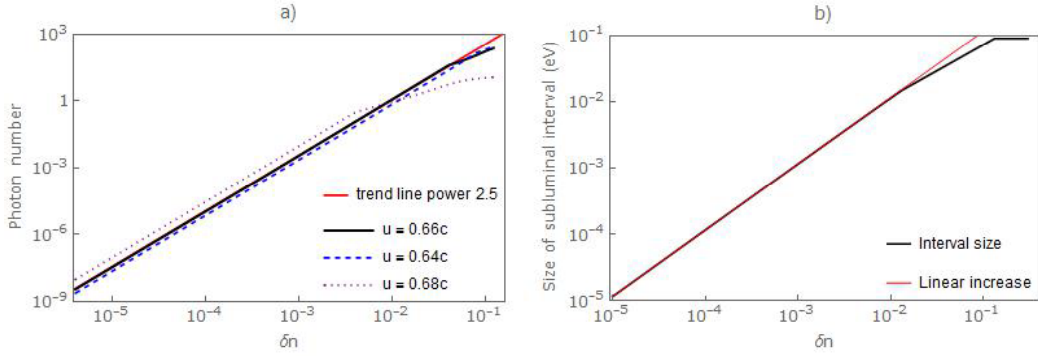 a)
Photon number
10^3
1
10^-3
10^-6
10^-9
10^-5
10^-4
10^-3
10^-2
10^-1
δn
trend line power 2.5
u = 0.66c
u = 0.64c
u = 0.68c
b)
Size of subluminal interval (eV)
10^-1
10^-2
10^-3
10^-4
10^-5
10^-5
10^-4
10^-3
10^-2
10^-1
δn
Interval size
Linear increase